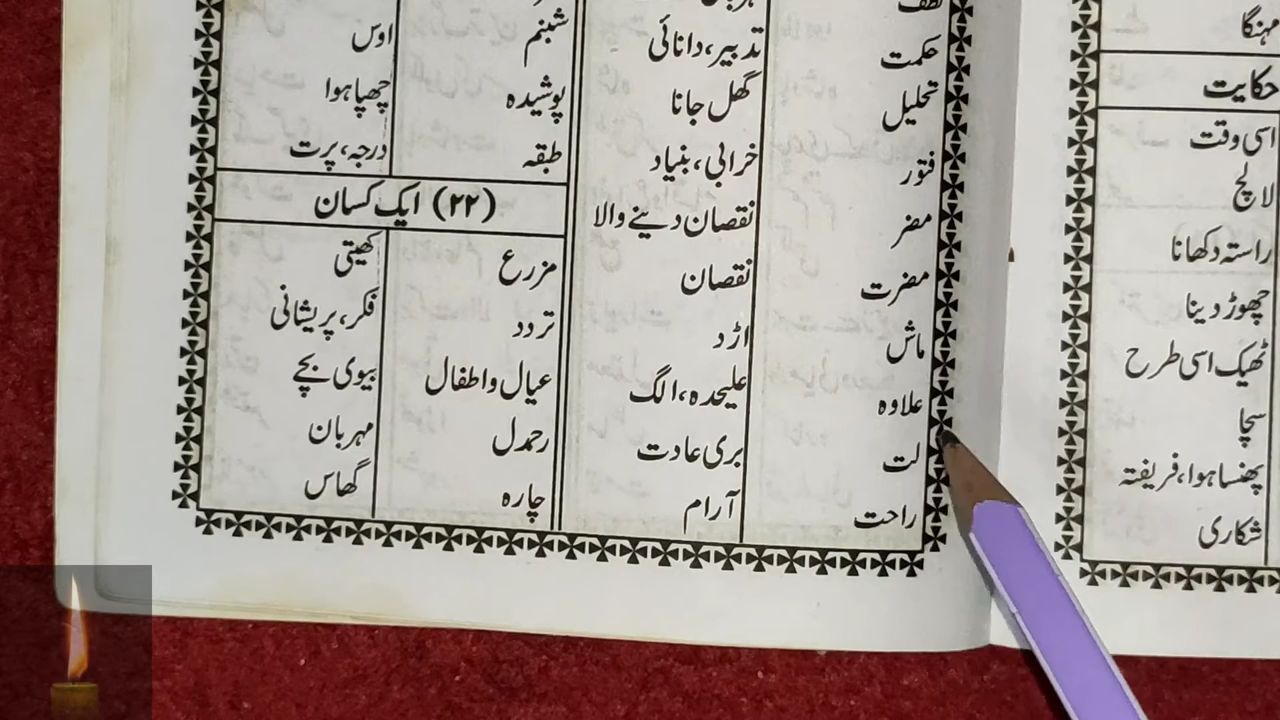 مہنگا
حکایت
اسی وقت
لالچ
راستہ دکھانا
چھوڑ دینا
ٹھیک اسی طرح
سچا
پھنسا ہوا، فریفتہ
شکاری
حکمت تدبیر، دانائی
تحلیل گھل جانا
فتور خرابی، بنیاد
مضر نقصان دینے والا
مضرت نقصان
ماش اڑد
علاوہ علیحدہ، الگ
لت بری عادت
راحت آرام
شبنم اوس
پوشیدہ چھپا ہوا
طبقہ درجہ، پرت
(۲۲) ایک کسان
مزرع کھیتی
تردد فکر، پریشانی
عیال و اطفال بیوی بچے
رحمدل مہربان
چارہ گھاس